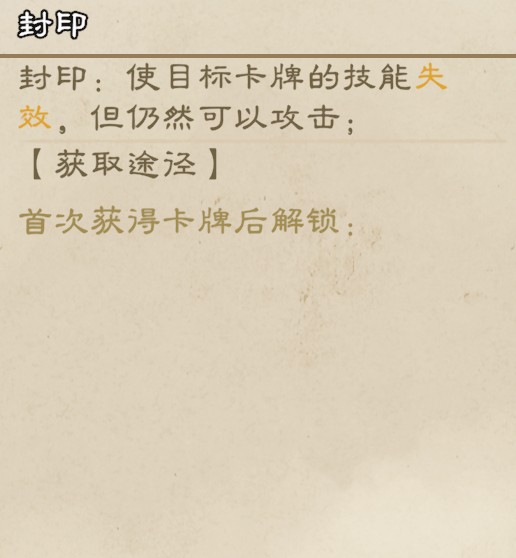 封印
封印：使目标卡牌的技能失
效，但仍然可以攻击；
【获取途径】
首次获得卡牌后解锁：